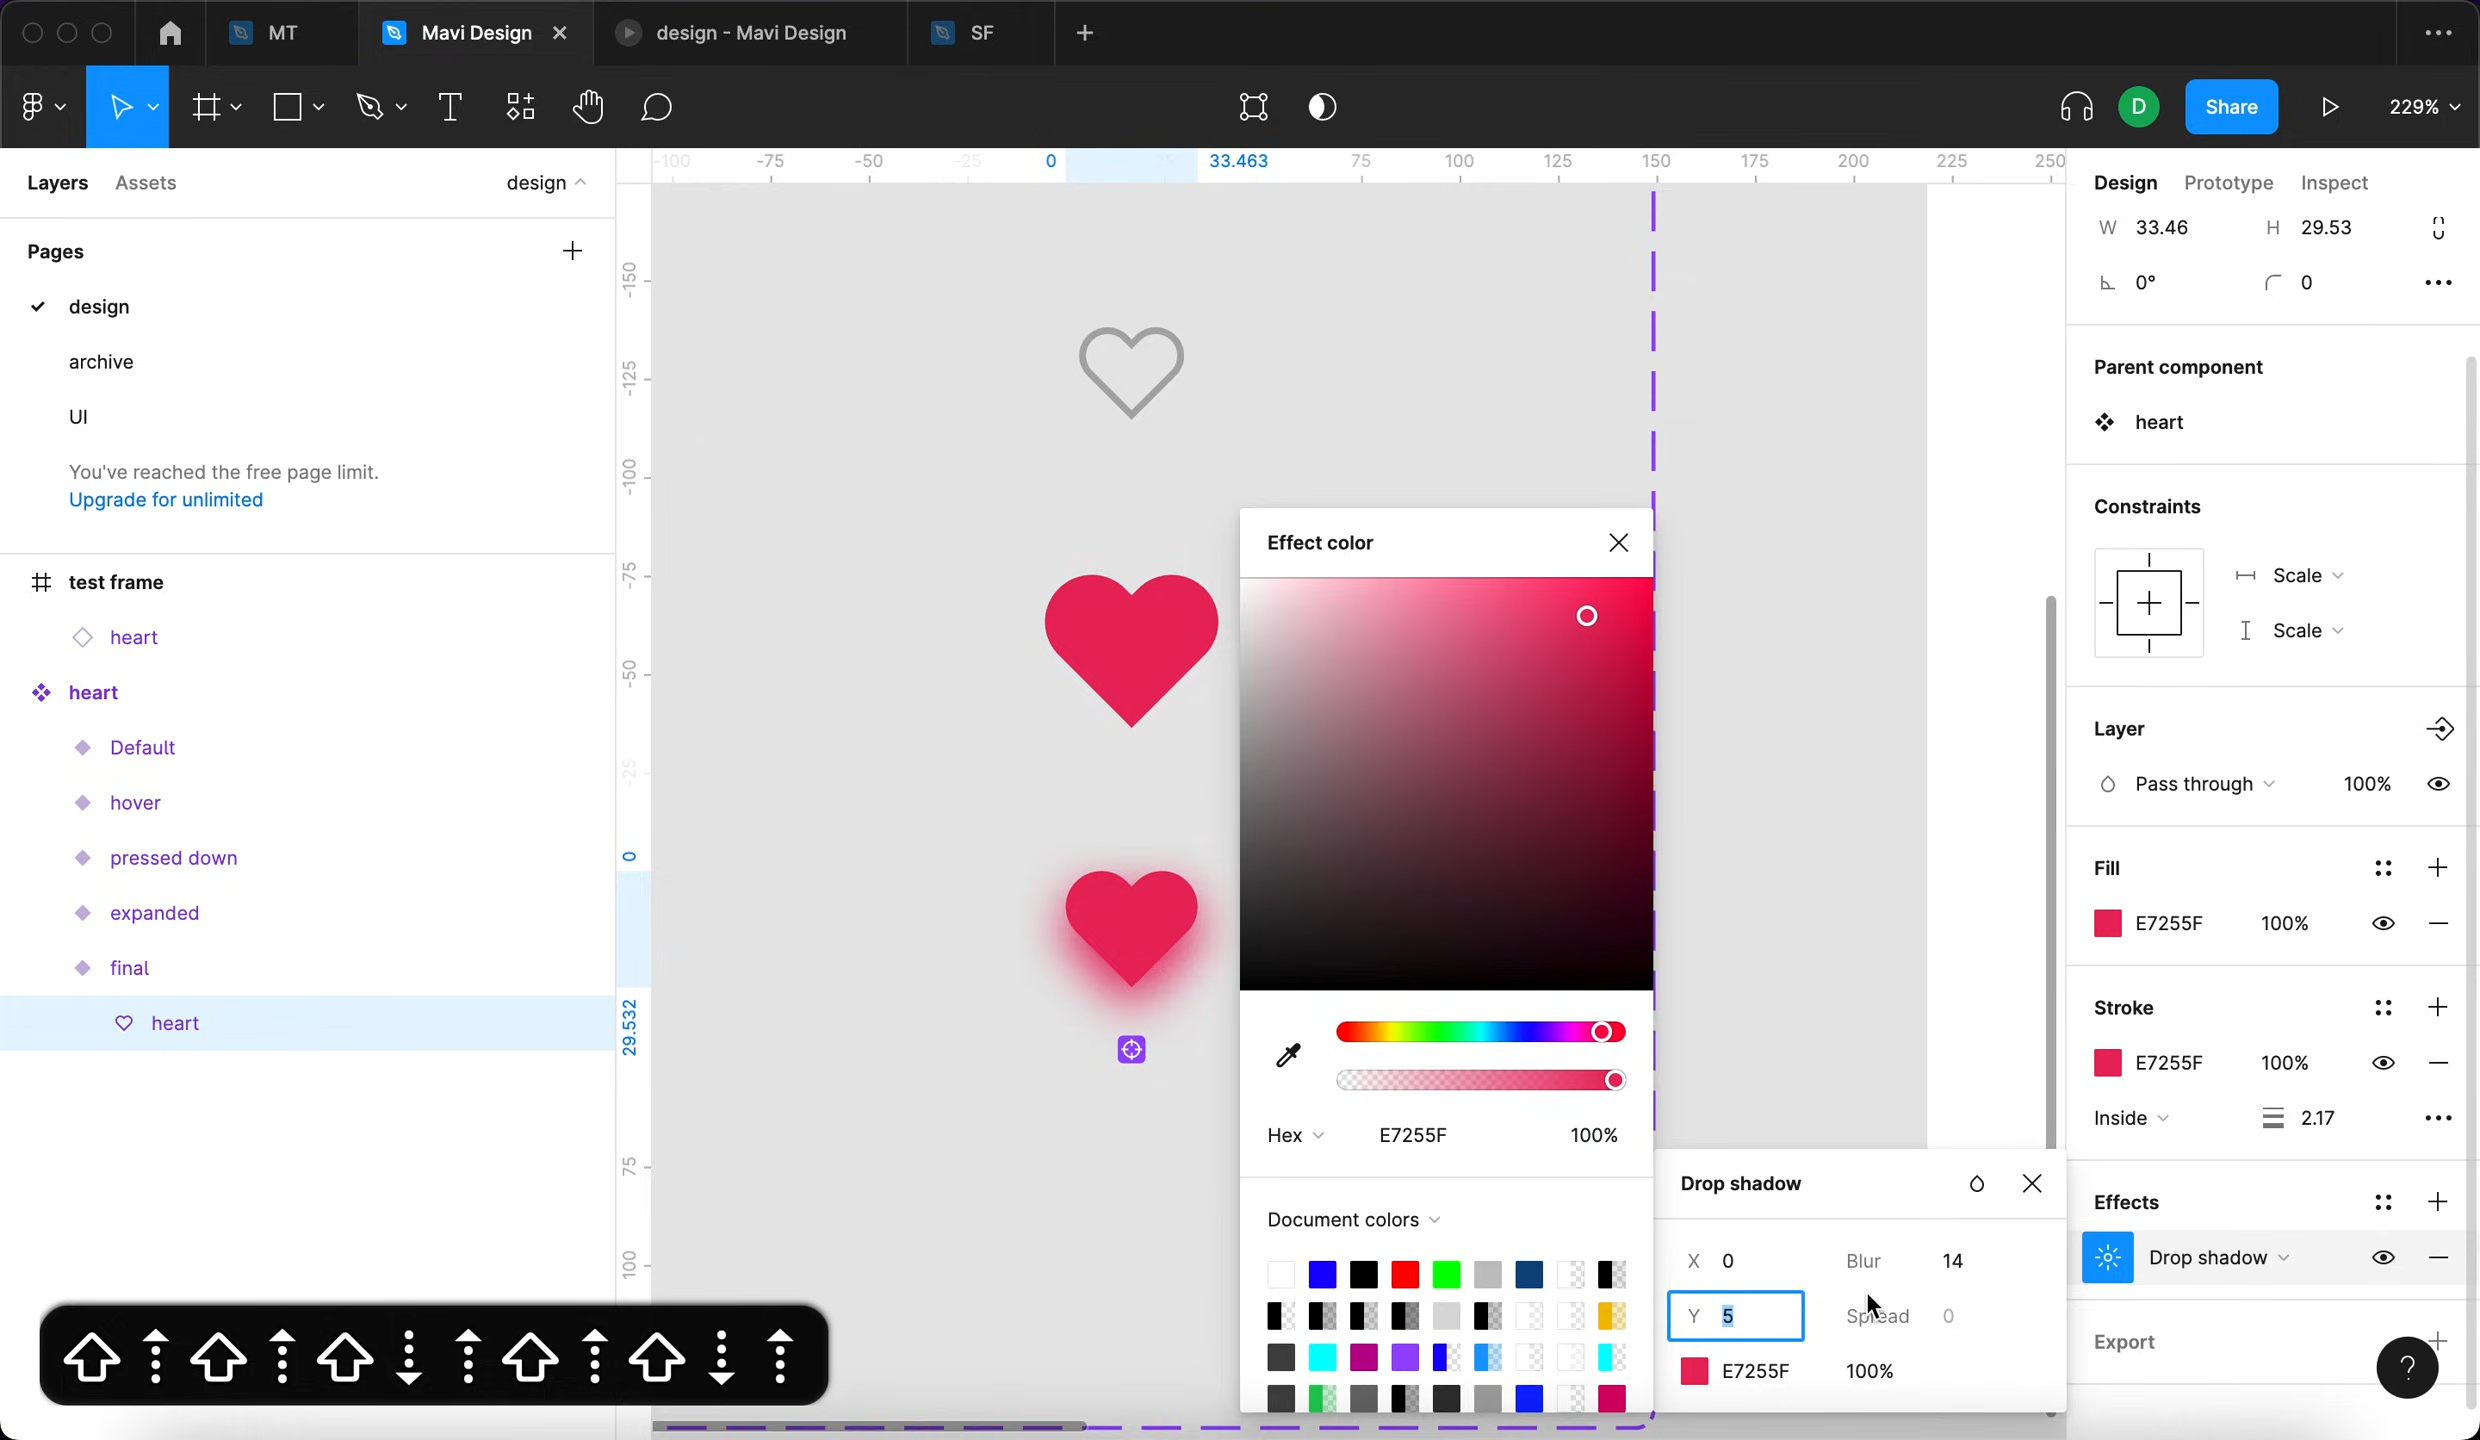 MT
Mavi Design
design - Mavi Design
SF
Share
D
229%
Layers
Assets
design
Pages
design
archive
UI
You've reached the free page limit.
Upgrade for unlimited
test frame
heart
heart
Default
hover
pressed down
expanded
final
heart
-100
-75
-50
-25
0
33.463
75
100
125
150
175
200
225
250
-150
-125
-100
-75
-50
-25
0
29.532
75
100
Effect color
Hex
E7255F
100%
Document colors
Drop shadow
X 0
Blur 14
Y 5
Spread 0
E7255F 100%
Design
Prototype
Inspect
W 33.46
H 29.53
0°
0
Parent component
heart
Constraints
Scale
Scale
Layer
Pass through
100%
Fill
E7255F 100%
Stroke
E7255F 100%
Inside
2.17
Effects
Drop shadow
Export
?